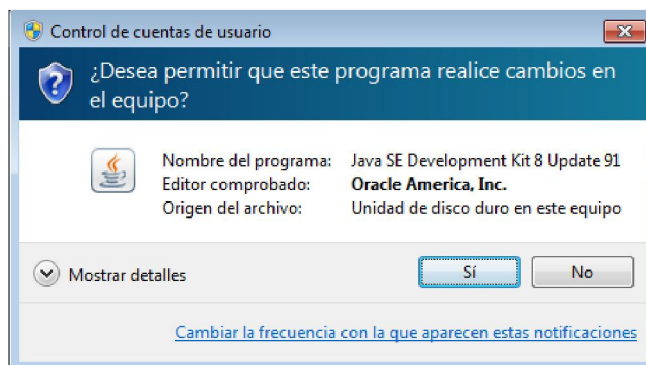 Control de cuentas de usuario
¿Desea permitir que este programa realice cambios en
el equipo?
Nombre del programa: Java SE Development Kit 8 Update 91
Editor comprobado: Oracle America, Inc.
Origen del archivo: Unidad de disco duro en este equipo
Mostrar detalles Sí No
Cambiar la frecuencia con la que aparecen estas notificaciones